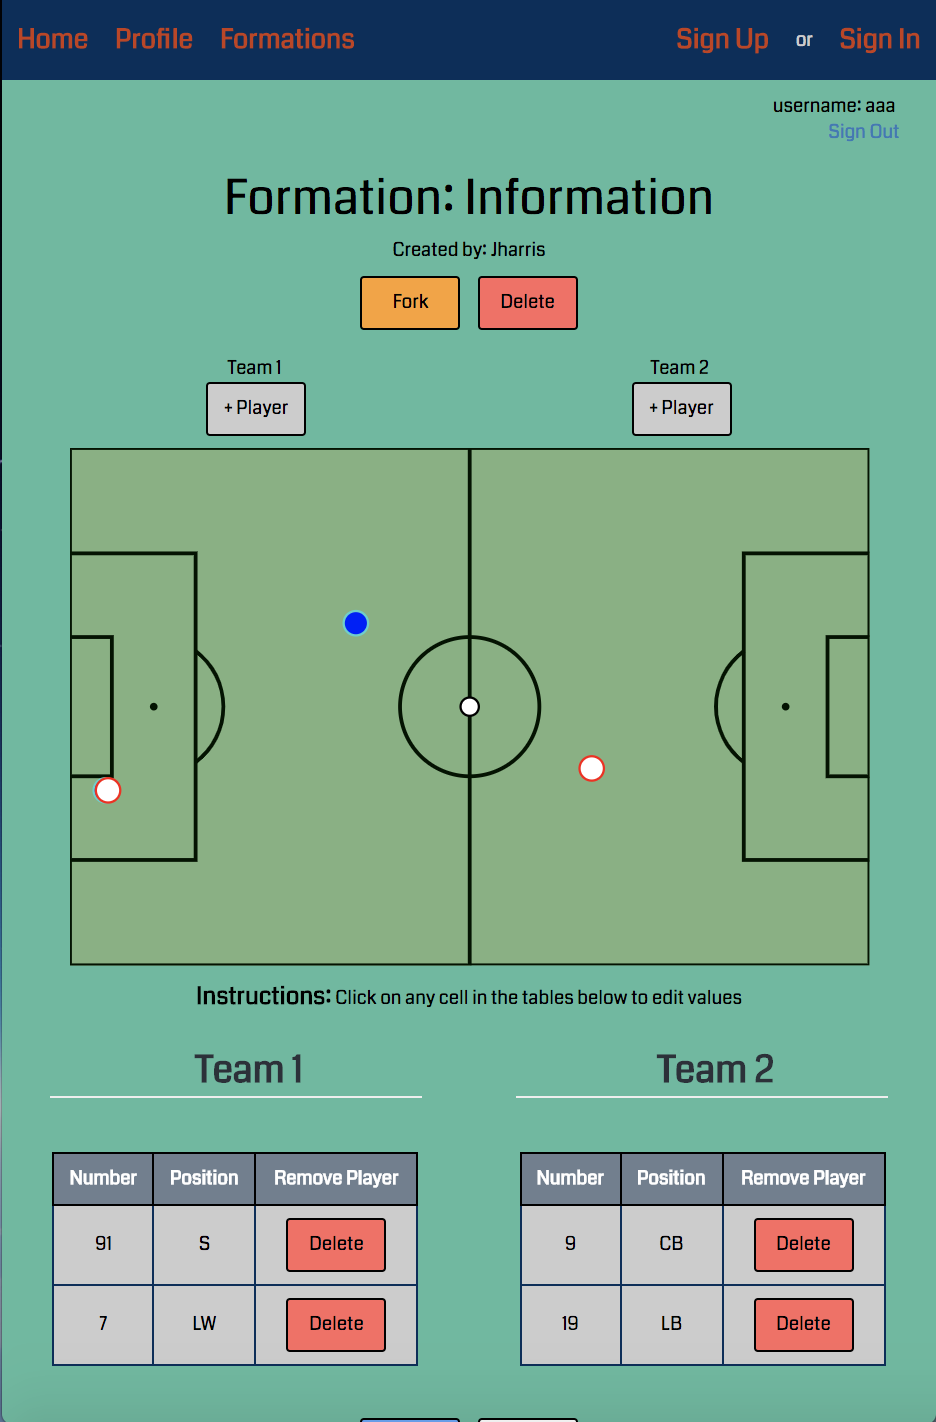 Home Profile Formations Sign Up or Sign In
username: aaa
Sign Out
Formation: Information
Created by: Jharris
Fork Delete
Team 1 Team 2
+ Player + Player
Instructions: Click on any cell in the tables below to edit values
Team 1 Team 2
Number Position Remove Player Number Position Remove Player
91 S Delete 9 CB Delete
7 LW Delete 19 LB Delete